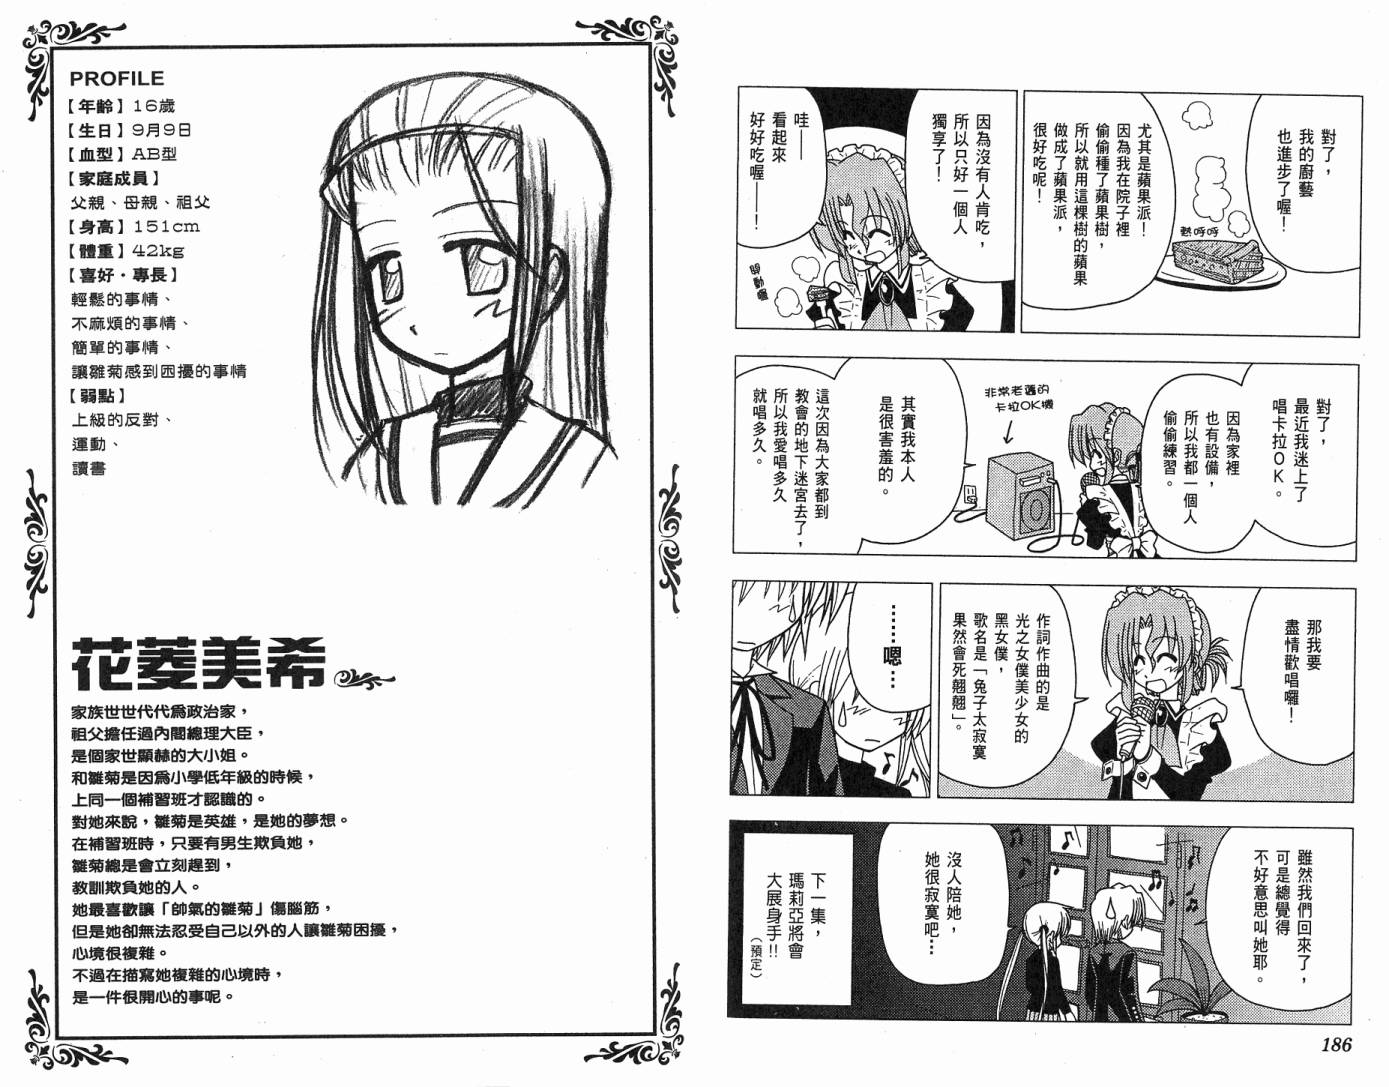 對了，
我的廚藝
也進步了喔！
熱呼呼
尤其是蘋果派！
因為我在院子裡
偷偷種了蘋果樹，
所以就用這棵樹的蘋果
做成了蘋果派，
很好吃呢！
因為沒有人肯吃，
所以只好一個人
獨享了！
哇——
看起來
好好吃喔——！
開動囉
對了，
最近我迷上了
唱卡拉OK。
因為家裡
也有設備，
所以我都一個人
偷偷練習。
非常老舊的
卡拉OK機
其實我本人
是很害羞的。
這次因為大家都到
教會的地下迷宮去了，
所以我愛唱多久
就唱多久。
那我要
盡情歡唱囉！
作詞作曲的是
光之女僕美少女的
黑女僕，
歌名是「兔子太寂寞
果然會死翹翹」。
……嗯…
雖然我們回來了，
可是總覺得
不好意思叫她耶。
沒人陪她，
她很寂寞吧…
下一集，
瑪莉亞將會
大展身手!!
（預定）
186
PROFILE
【年齡】16歲
【生日】9月9日
【血型】AB型
【家庭成員】
父親、母親、祖父
【身高】151cm
【體重】42kg
【喜好・專長】
輕鬆的事情、
不麻煩的事情、
簡單的事情、
讓雛菊感到困擾的事情
【弱點】
上級的反對、
運動、
讀書
花菱美希
家族世世代代為政治家，
祖父擔任過內閣總理大臣，
是個家世顯赫的大小姐。
和雛菊是因為小學低年級的時候，
上同一個補習班才認識的。
對她來說，雛菊是英雄，是她的夢想。
在補習班時，只要有男生欺負她，
雛菊總是會立刻趕到，
教訓欺負她的人。
她最喜歡讓「帥氣的雛菊」傷腦筋，
但是她卻無法忍受自己以外的人讓雛菊困擾，
心境很複雜。
不過在描寫她複雜的心境時，
是一件很開心的事呢。